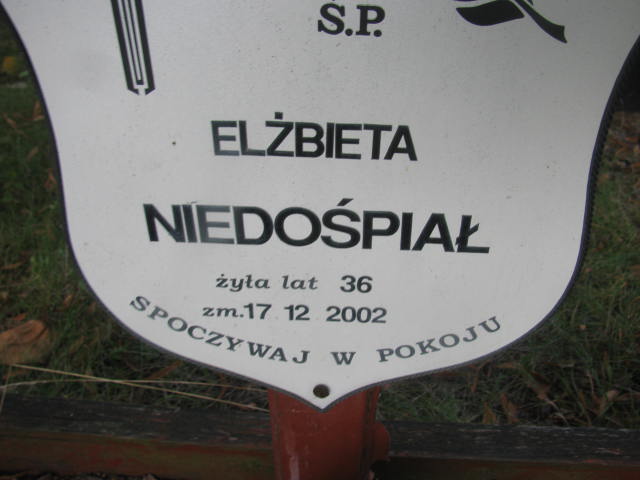 Ś.P.
ELŻBIETA
NIEDOŚPIAŁ
żyła lat 36
zm. 17 12 2002
SPOCZYWAJ W POKOJU